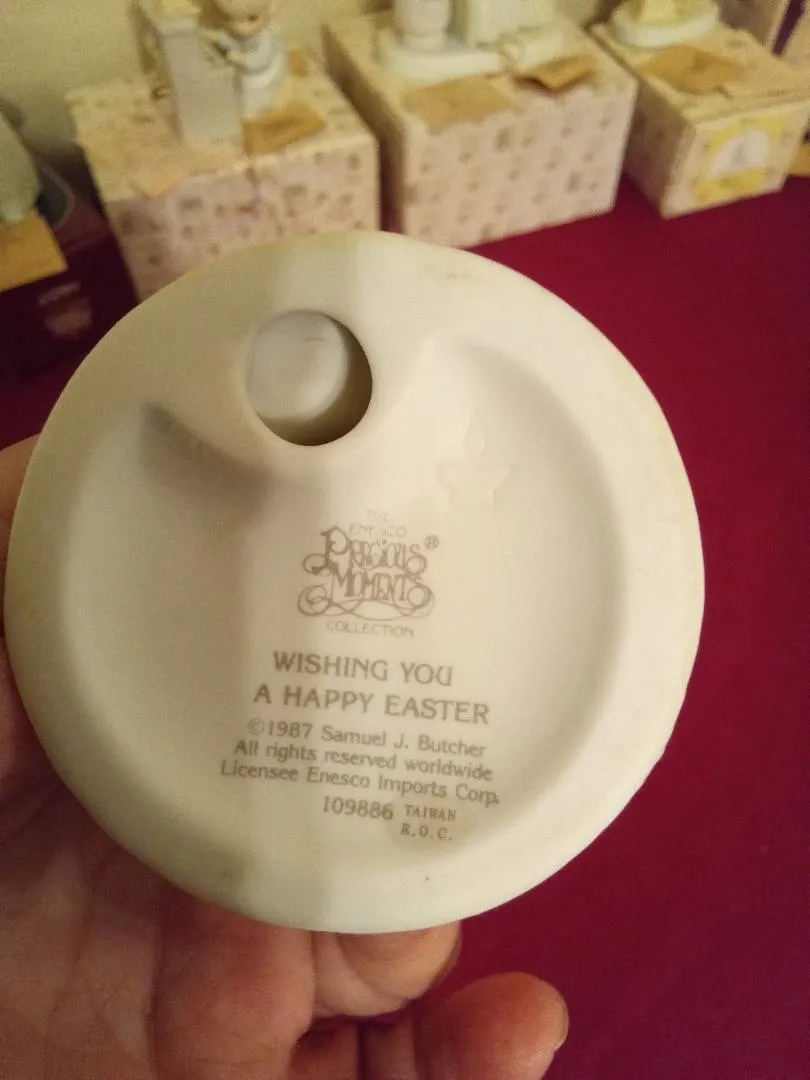 THE
ENESCO
PRECIOUS®
MOMENTS
COLLECTION
WISHING YOU
A HAPPY EASTER
©1987 Samuel J. Butcher
All rights reserved worldwide
Licensee Enesco Imports Corp.
109886 TAIWAN
R.O.C.